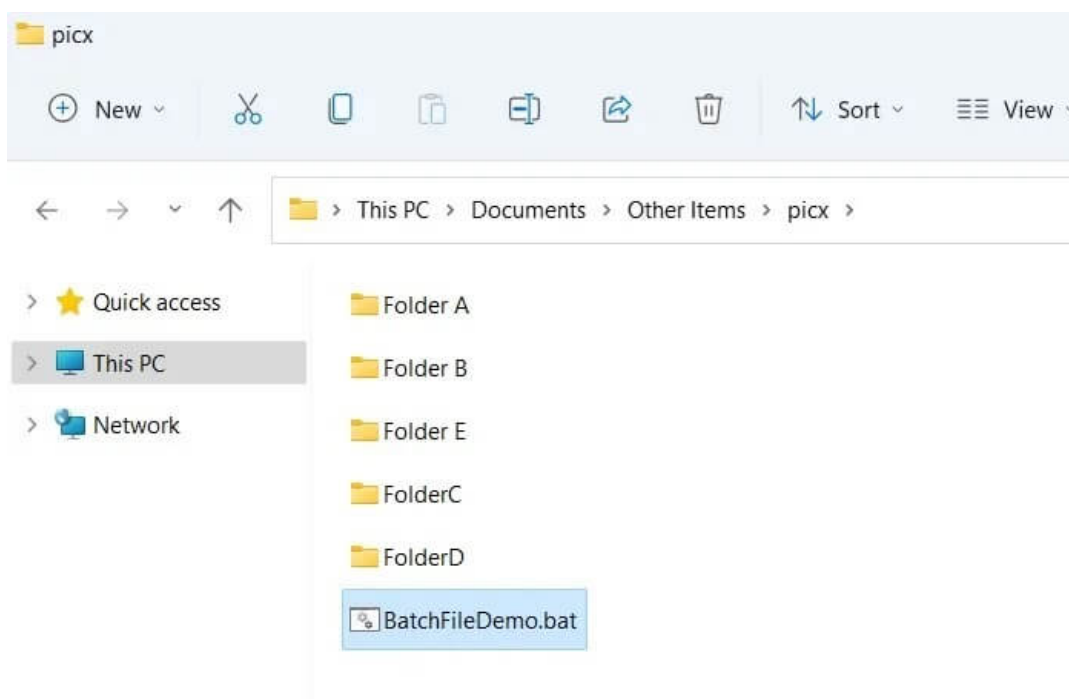 picx
New Sort View
This PC > Documents > Other Items > picx >
Quick access
This PC
Network
Folder A
Folder B
Folder E
FolderC
FolderD
BatchFileDemo.bat